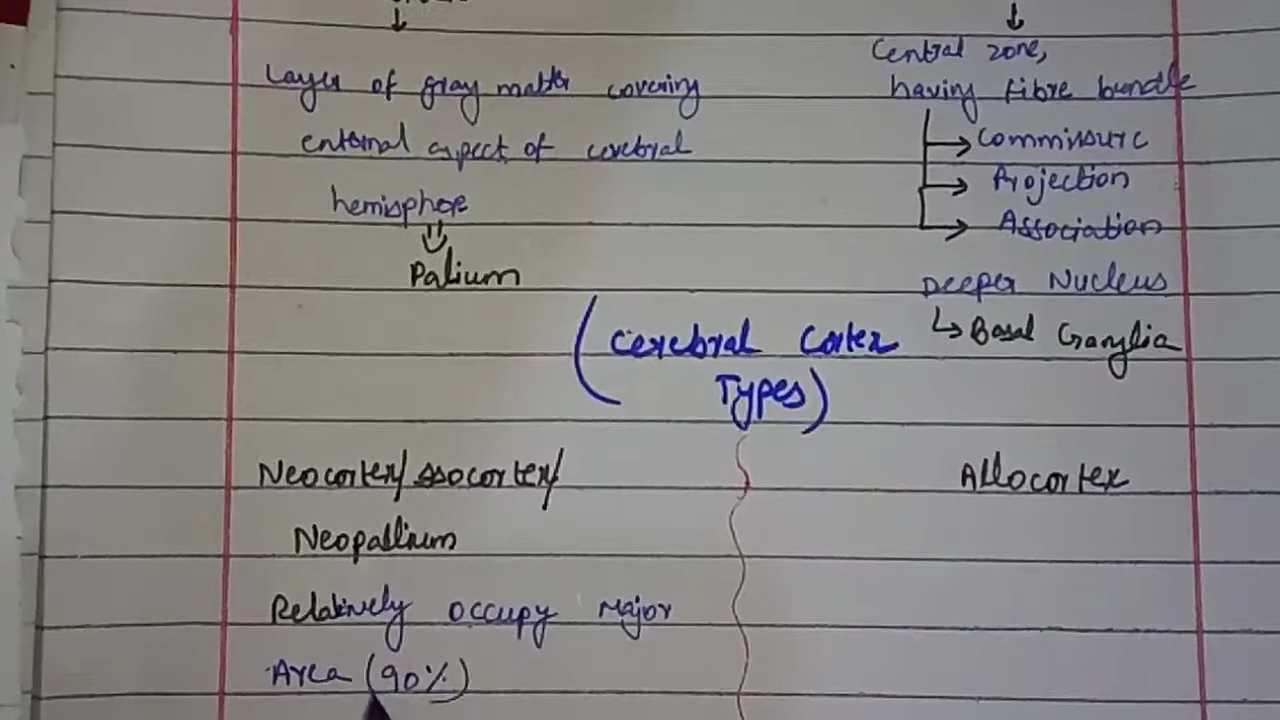 Layer of gray matter covering
external aspect of cerebral
hemisphere
Palium
Central zone,
having fibre bundle
Commissure
Projection
Association
Deeper Nucleus
Basal Ganglia
(Cerebral Cortex
Types)
Neocortex/Isocortex/
Neopallium
Relatively occupy Major
Area (90%)
Allocortex